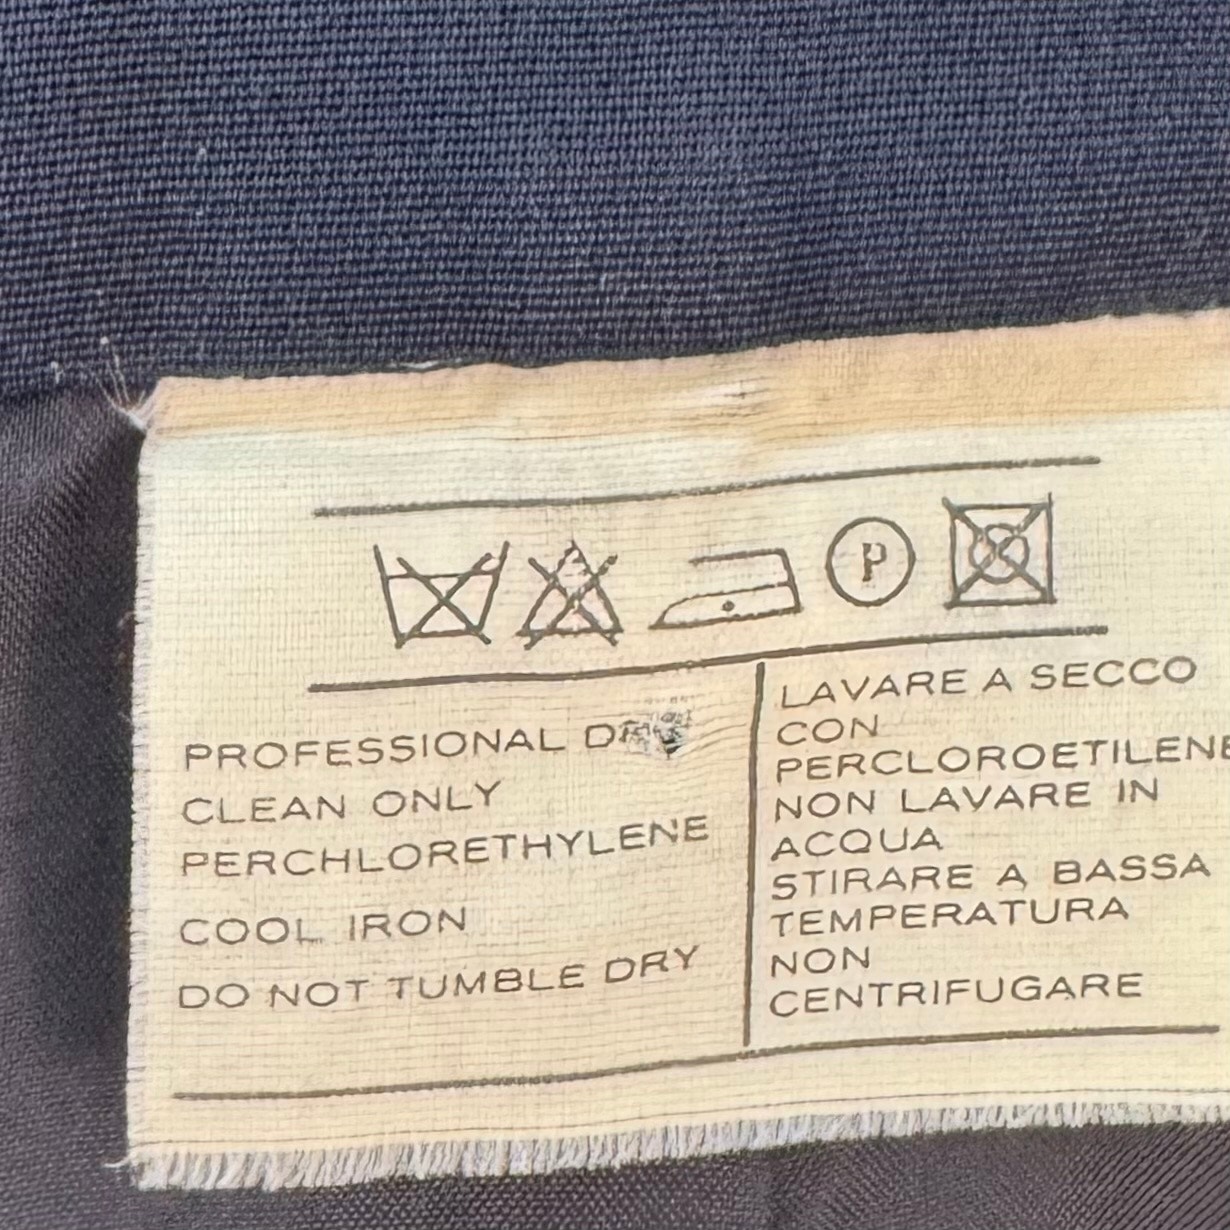 P
PROFESSIONAL
CLEAN ONLY
PERCHLORETHYLENE
COOL IRON
DO NOT TUMBLE DRY
LAVARE A SECCO
CON
PERCLOROETILENE
NON LAVARE IN
ACQUA
STIRARE A BASSA
TEMPERATURA
NON
CENTRIFUGARE